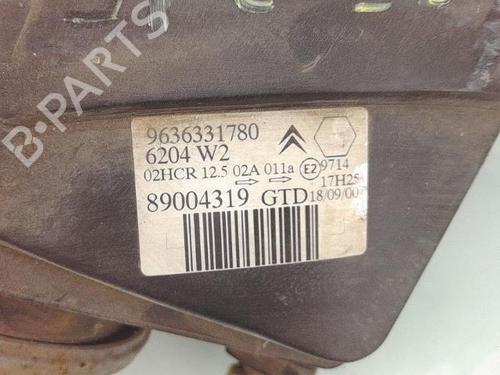 B-PARTS
9636331780
6204 W2
02HCR 12.5 02A 011a E2 9714
17H25
89004319 GTD 18/09/00